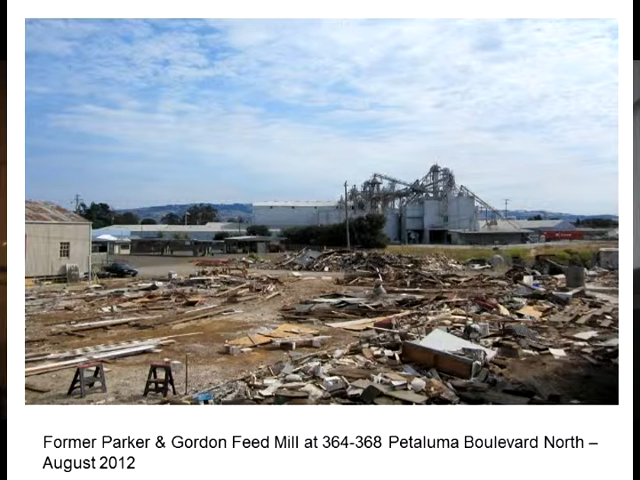 Former Parker & Gordon Feed Mill at 364-368 Petaluma Boulevard North –
August 2012